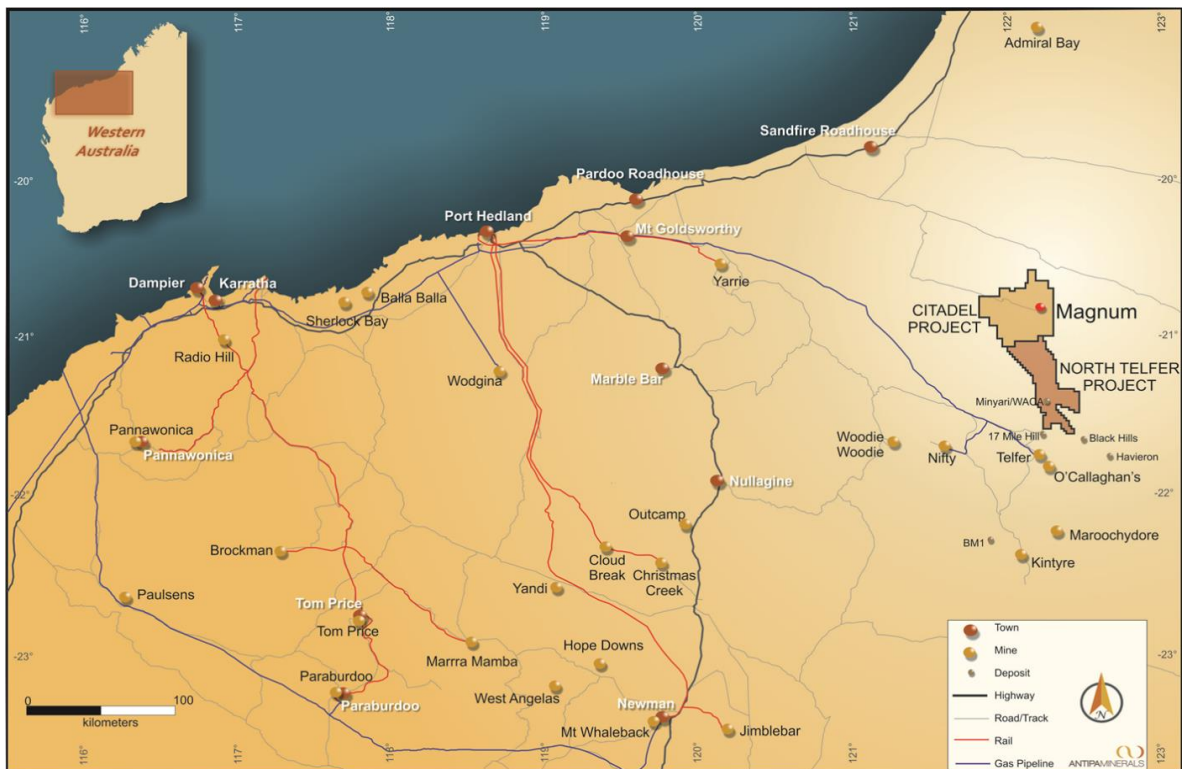 116°
117°
119°
120°
121°
122°
123°
Admiral Bay
Western
Australia
Sandfire Roadhouse
-20°
-20°
Pardoo Roadhouse
Port Hedland
Mt Goldsworthy
Yarrie
Dampier
Karratha
Balla Balla
Sherlock Bay
CITADEL
PROJECT
Magnum
-21°
-21°
Radio Hill
Wodgina
Marble Bar
NORTH TELFER
PROJECT
Minyari/WACA
Pannawonica
Pannawonica
Woodie
Woodie
Nifty
17 Mile Hill
Black Hills
Telfer
Havieron
O'Callaghan's
-22°
-22°
Nullagine
Outcamp
Maroochydore
BM1
Kintyre
Brockman
Cloud
Break
Christmas
Creek
Paulsens
Yandi
Tom Price
Tom Price
Marrra Mamba
Hope Downs
-23°
-23°
Paraburdoo
Paraburdoo
West Angelas
Newman
Mt Whaleback
Jimblebar
0
100
kilometers
Town
Mine
Deposit
Highway
Road/Track
Rail
Gas Pipeline
N
ANTIPAMINERALS
116°
117°
118°
119°
120°
121°
122°
123°